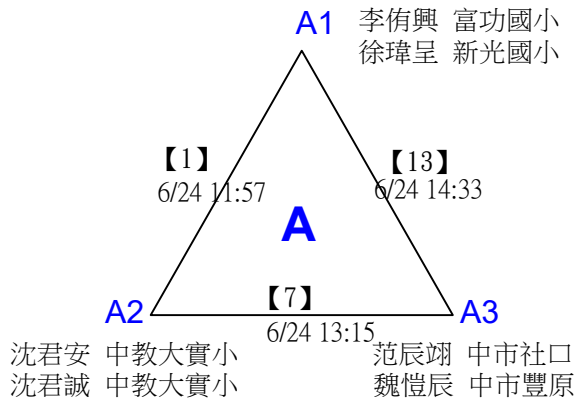 A1 李侑興 富功國小
徐瑋呈 新光國小
【1】
6/24 11:57
【13】
6/24 14:33
A
【7】
6/24 13:15
A2
A3
沈君安 中教大實小
沈君誠 中教大實小
范辰翊 中市社口
魏愷辰 中市豐原